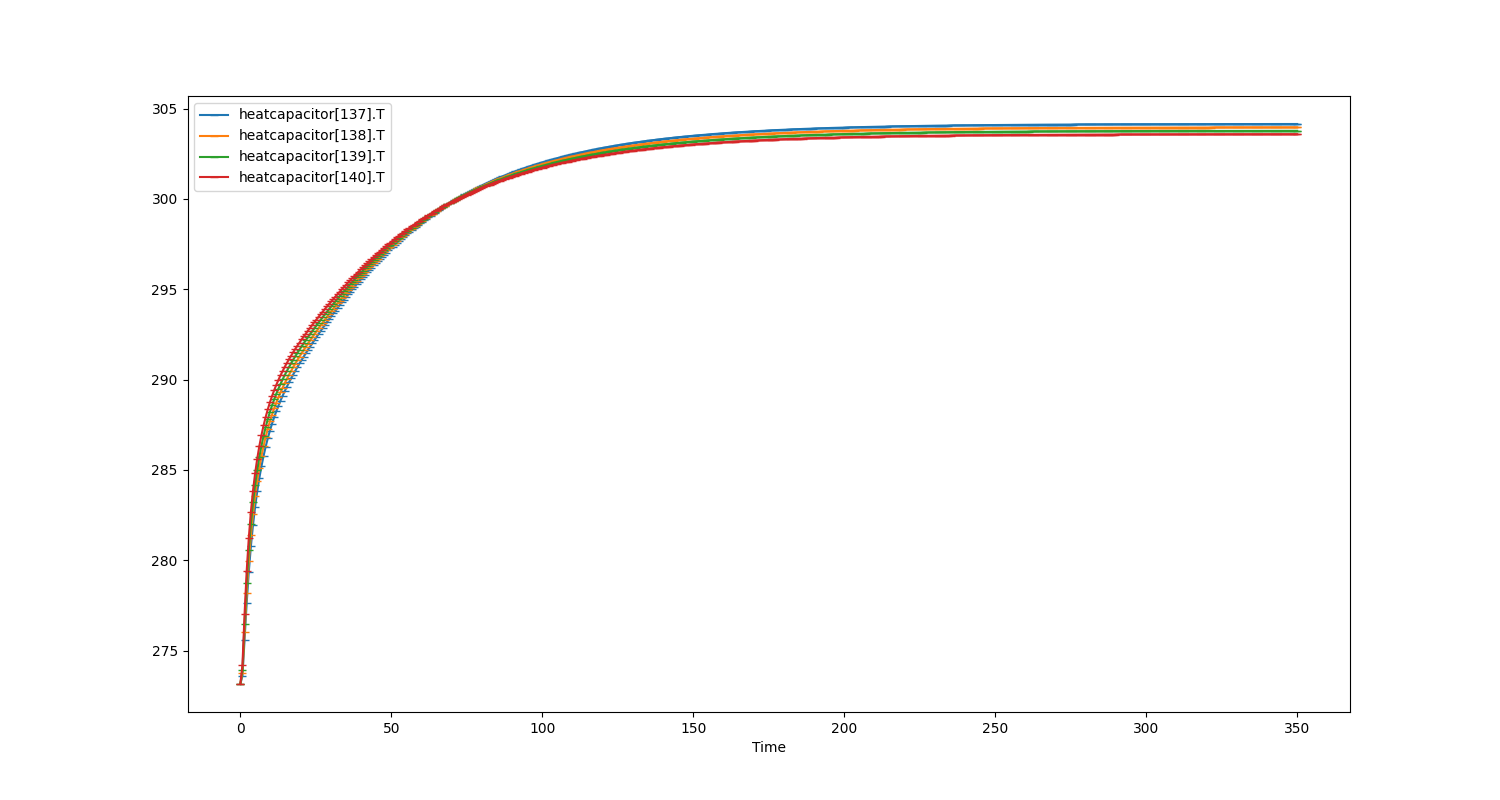 305
300
295
290
285
280
275
heatcapacitor[137].T
heatcapacitor[138].T
heatcapacitor[139].T
heatcapacitor[140].T
0 50 100 150 200 250 300 350
Time